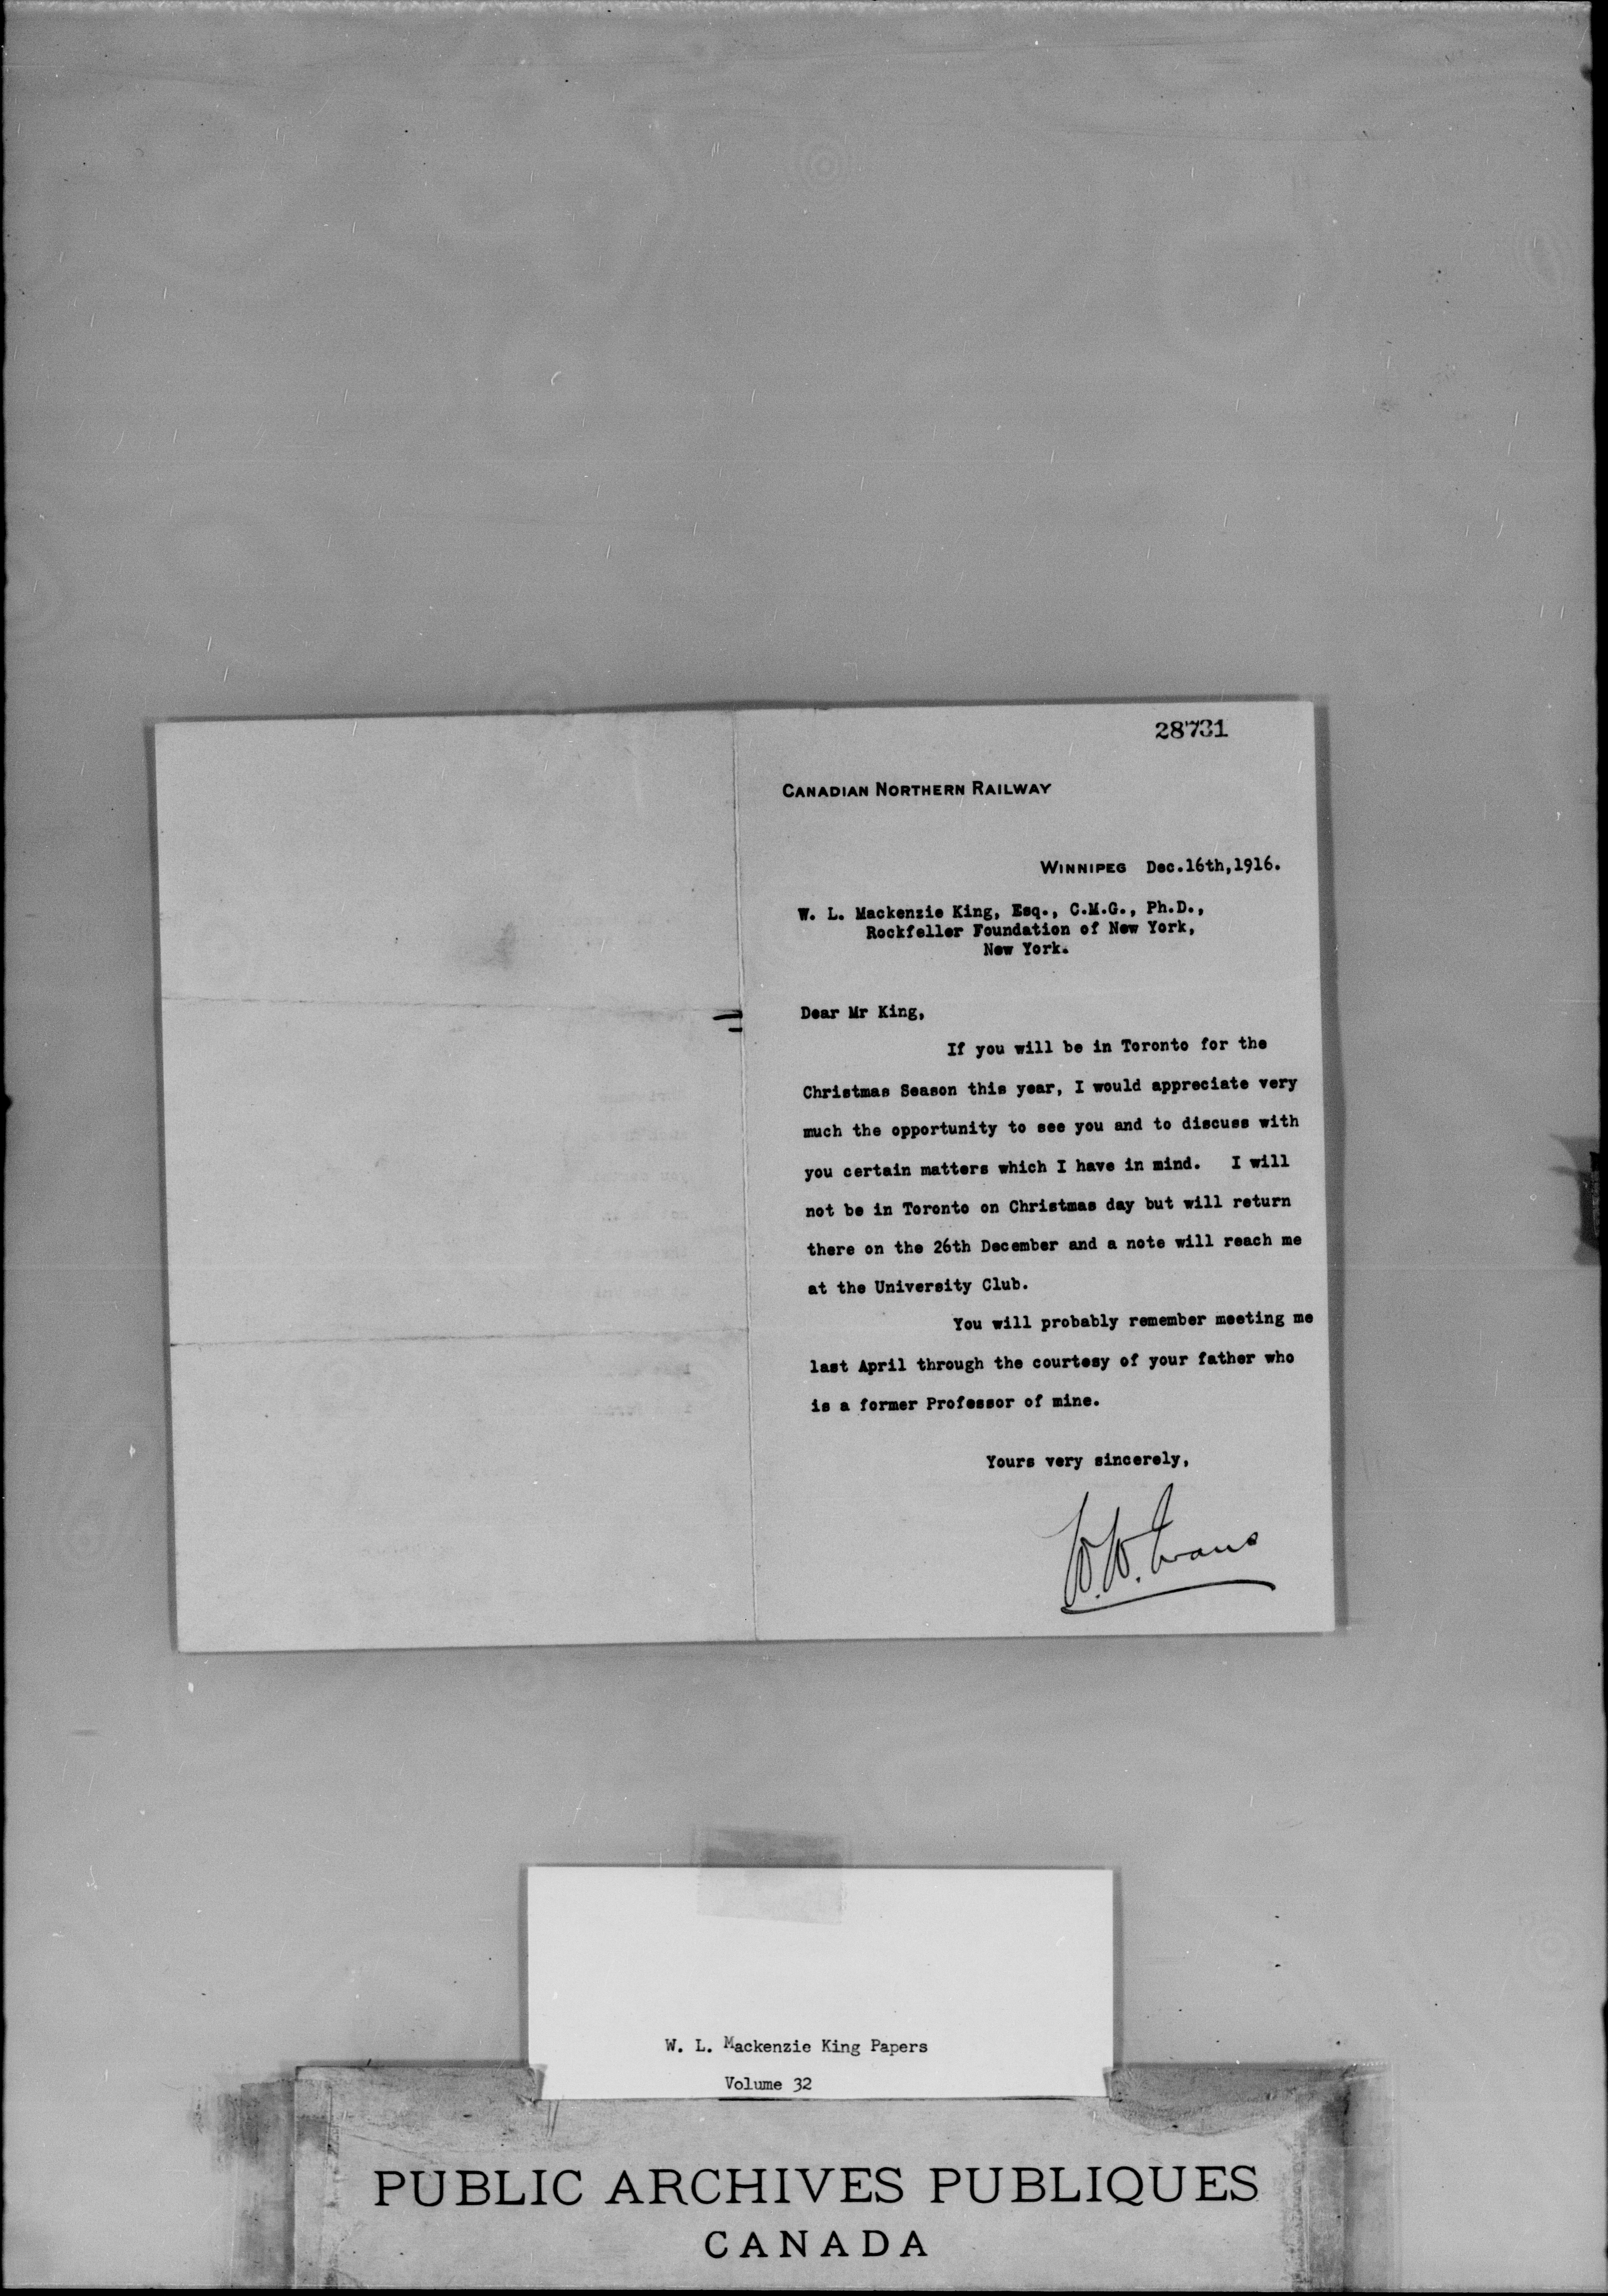 28731
CANADIAN NORTHERN RAILWAY
WINNIPEG Dec.16th,1916.
W. L. Mackenzie King, Esq., C.M.G., Ph.D.,
Rockfeller Foundation of New York,
New York.
Dear Mr King,
If you will be in Toronto for the
Christmas Season this year, I would appreciate very
much the opportunity to see you and to discuss with
you certain matters which I have in mind. I will
not be in Toronto on Christmas day but will return
there on the 26th December and a note will reach me
at the University Club.
You will probably remember meeting me
last April through the courtesy of your father who
is a former Professor of mine.
Yours very sincerely,
W.W. Evans
W. L. Mackenzie King Papers
Volume 32
PUBLIC ARCHIVES PUBLIQUES
CANADA